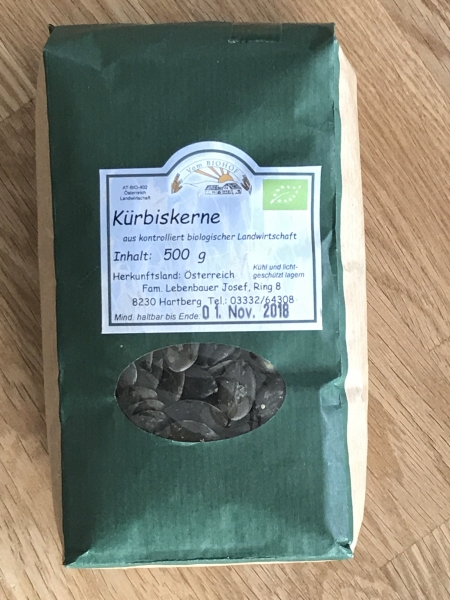 Vom BIOHOF
AT-BIO-402
Österreich
Landwirtschaft
Kürbiskerne
aus kontrolliert biologischer Landwirtschaft
Inhalt: 500 g
Herkunftsland: Österreich
Kühl und licht-
geschützt lagern
Fam. Lebenbauer Josef, Ring 8
8230 Hartberg Tel.: 03332/64308
Mind. haltbar bis Ende 01. Nov. 2018